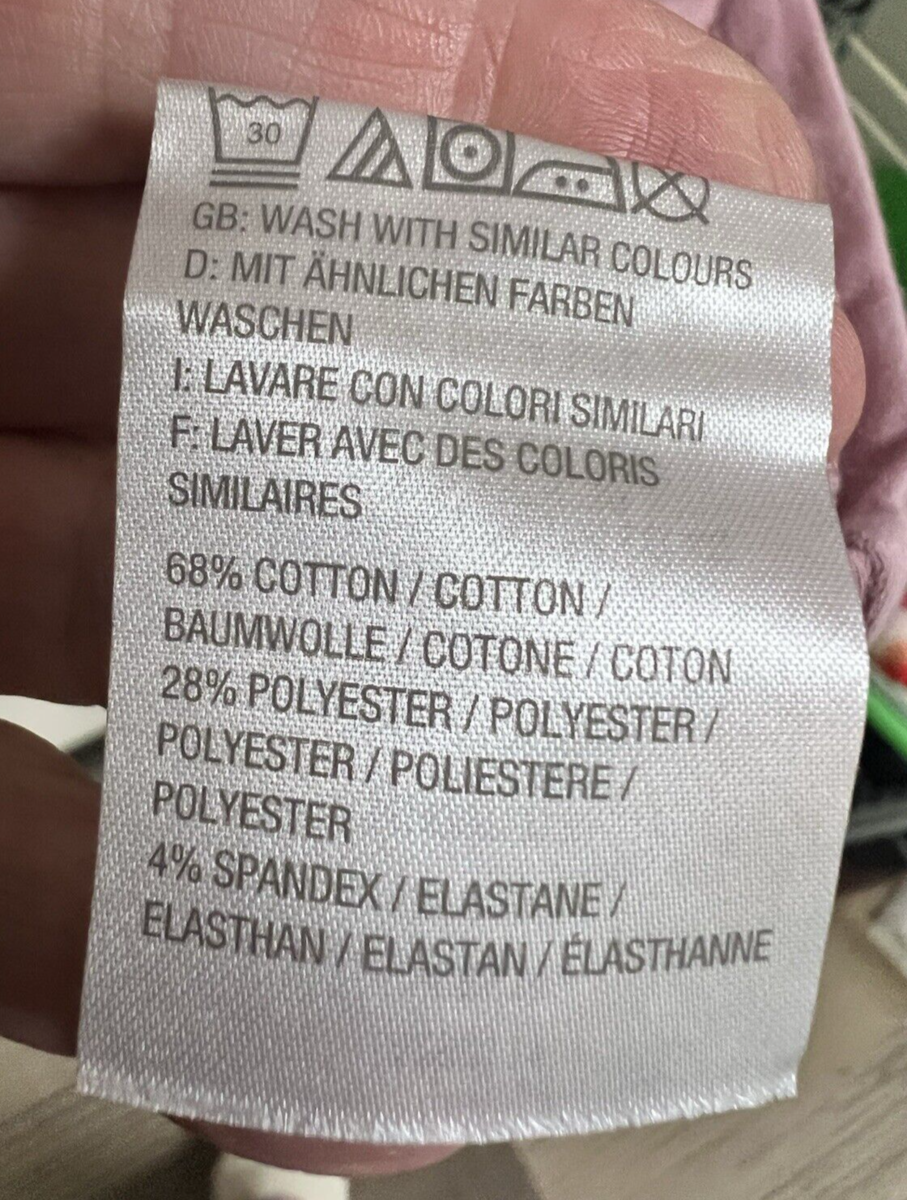 30
GB: WASH WITH SIMILAR COLOURS
D: MIT ÄHNLICHEN FARBEN
WASCHEN
I: LAVARE CON COLORI SIMILARI
F: LAVER AVEC DES COLORIS
SIMILAIRES
68% COTTON / COTTON /
BAUMWOLLE / COTONE / COTON
28% POLYESTER / POLYESTER /
POLYESTER / POLIESTERE /
POLYESTER
4% SPANDEX / ELASTANE /
ELASTHAN / ELASTAN / ÉLASTHANNE